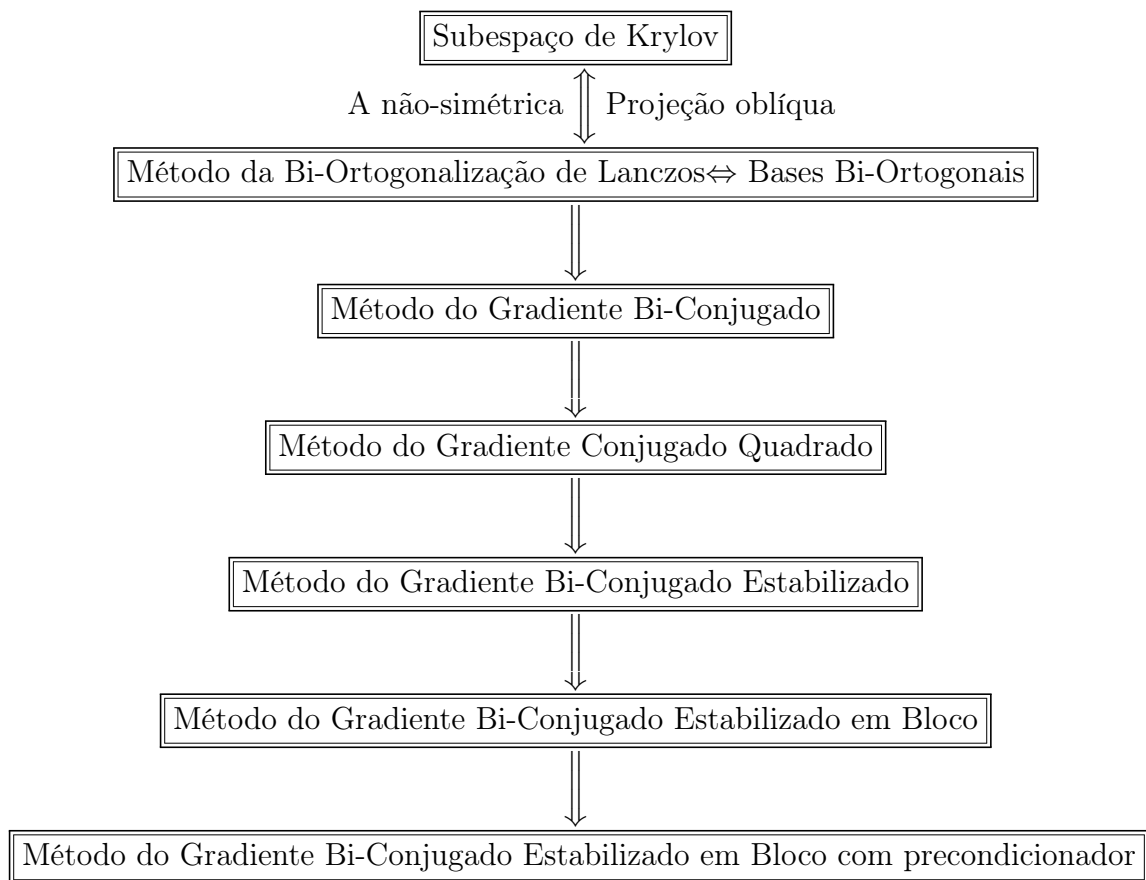 Subespaço de Krylov
A não-simétrica ⇕ Projeção oblíqua
Método da Bi-Ortogonalização de Lanczos⇔ Bases Bi-Ortogonais
Método do Gradiente Bi-Conjugado
Método do Gradiente Conjugado Quadrado
Método do Gradiente Bi-Conjugado Estabilizado
Método do Gradiente Bi-Conjugado Estabilizado em Bloco
Método do Gradiente Bi-Conjugado Estabilizado em Bloco com precondicionador